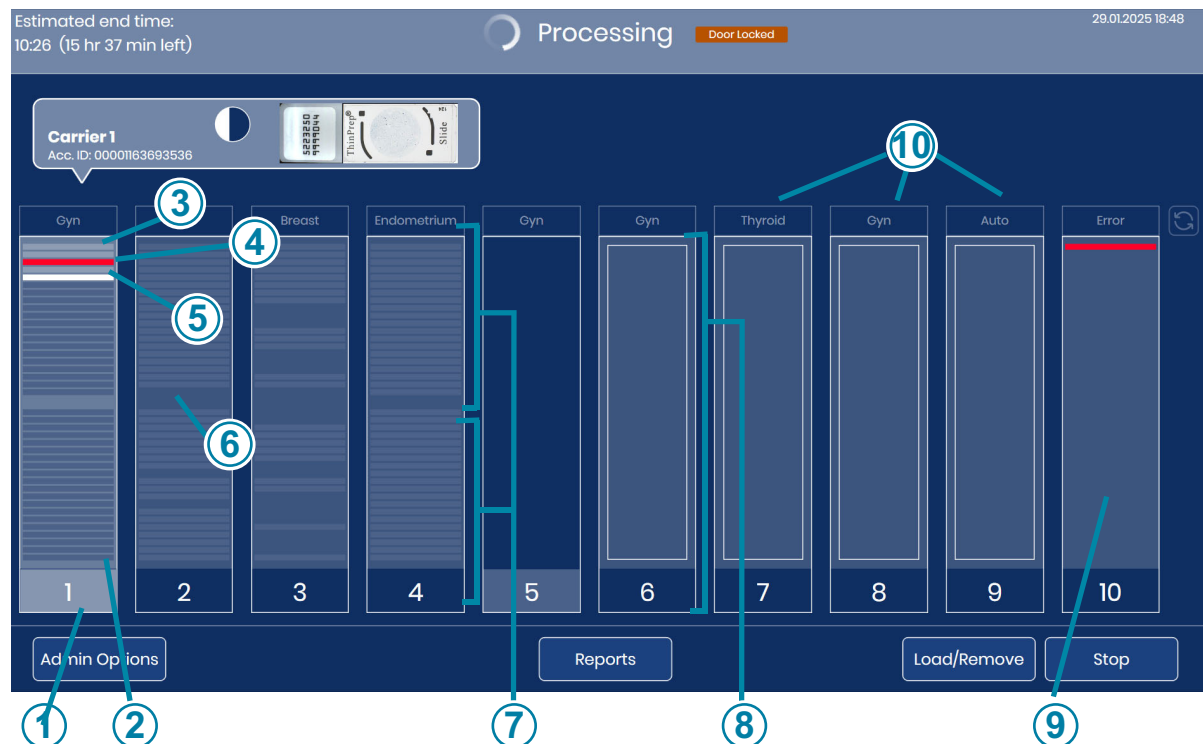 Estimated end time:
10:26 (15 hr 37 min left)
Processing
Door Locked
29.01.2025 18:48
Carrier 1
Acc. ID: 00001163693536
5223250
9999044
ThinPrep®
Slide
10
3
Gyn
Breast
Endometrium
Gyn
Gyn
Thyroid
Gyn
Auto
Error
4
5
6
1
2
3
4
5
6
7
8
9
10
Admin Options
Reports
Load/Remove
Stop
1
2
7
8
9